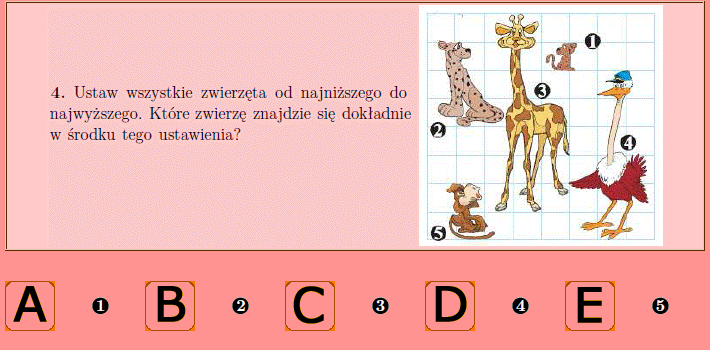 4. Ustaw wszystkie zwierzęta od najniższego do
najwyższego. Które zwierzę znajdzie się dokładnie
w środku tego ustawienia?
1
3
2
4
5
A 1 B 2 C 3 D 4 E 5